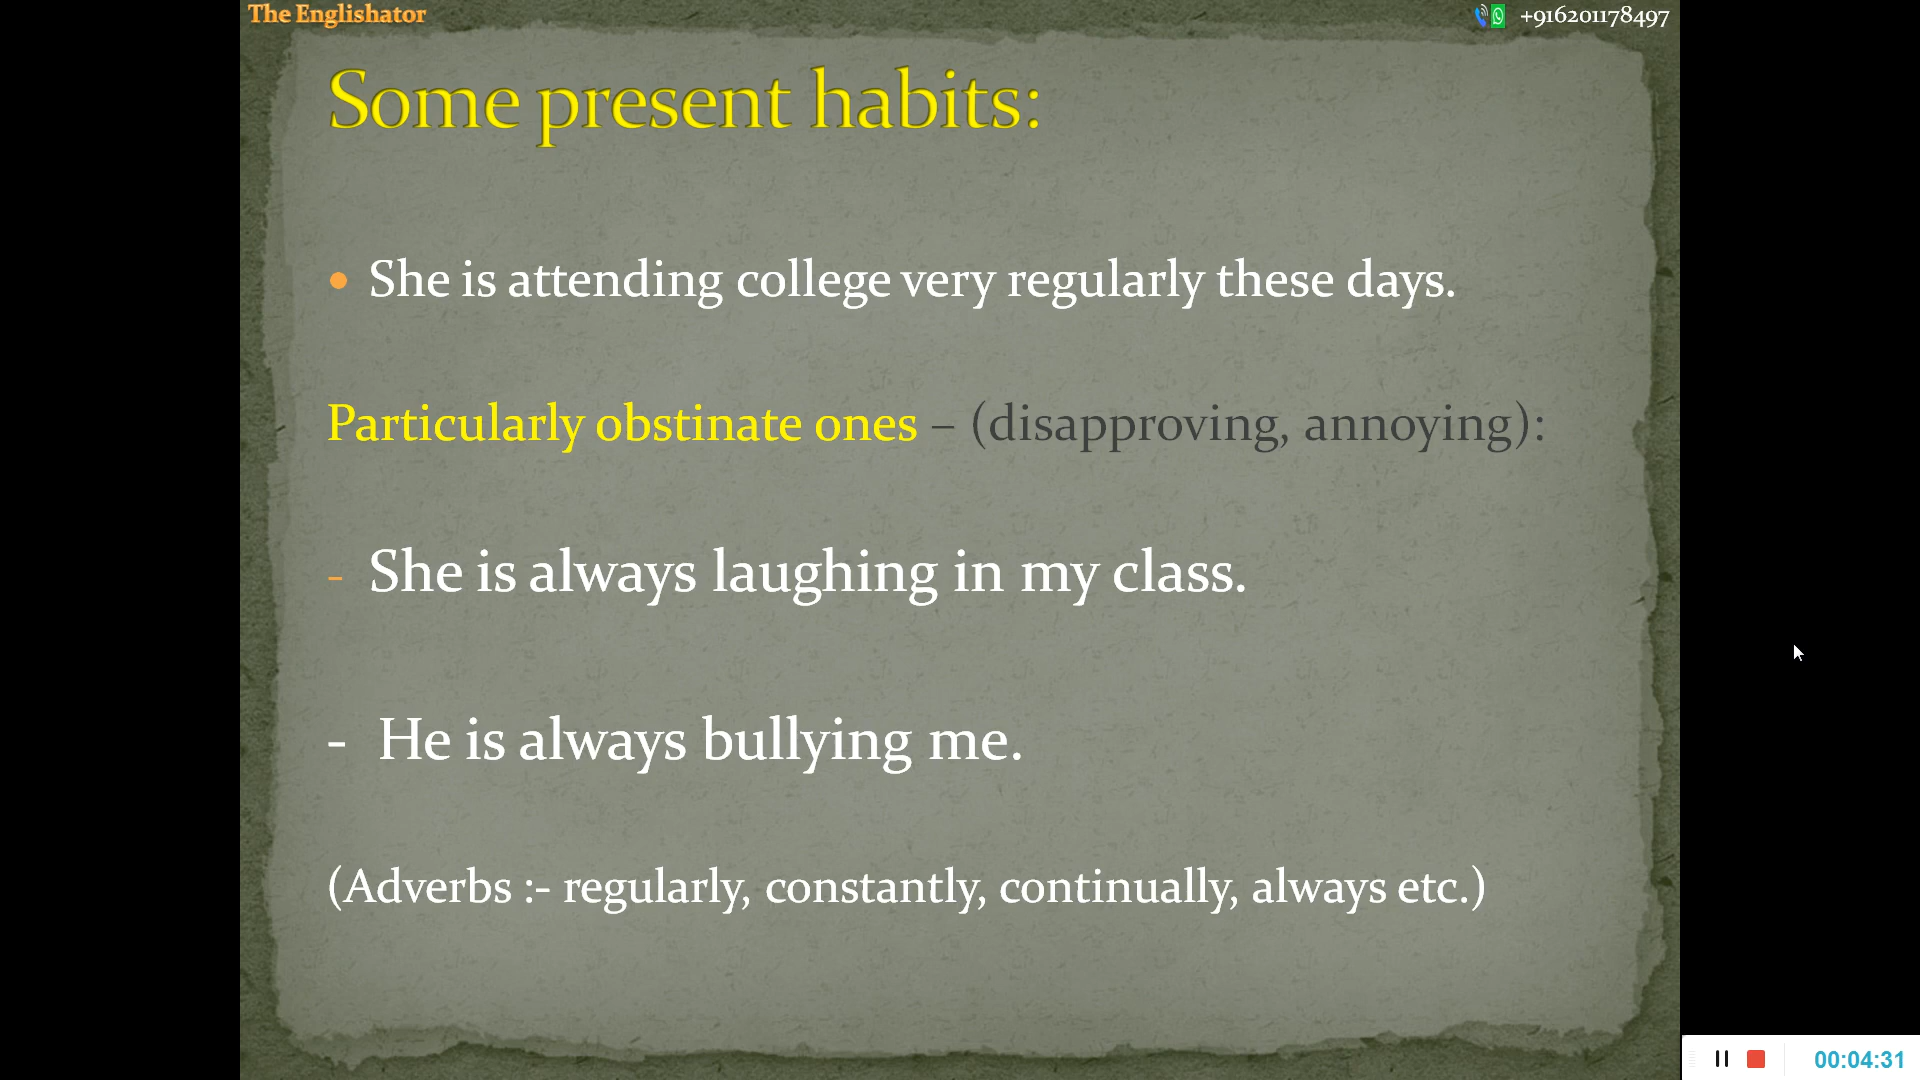 The Englishator
+916201178497
Some present habits:
• She is attending college very regularly these days.
Particularly obstinate ones – (disapproving, annoying):
- She is always laughing in my class.
- He is always bullying me.
(Adverbs :- regularly, constantly, continually, always etc.)
00:04:31